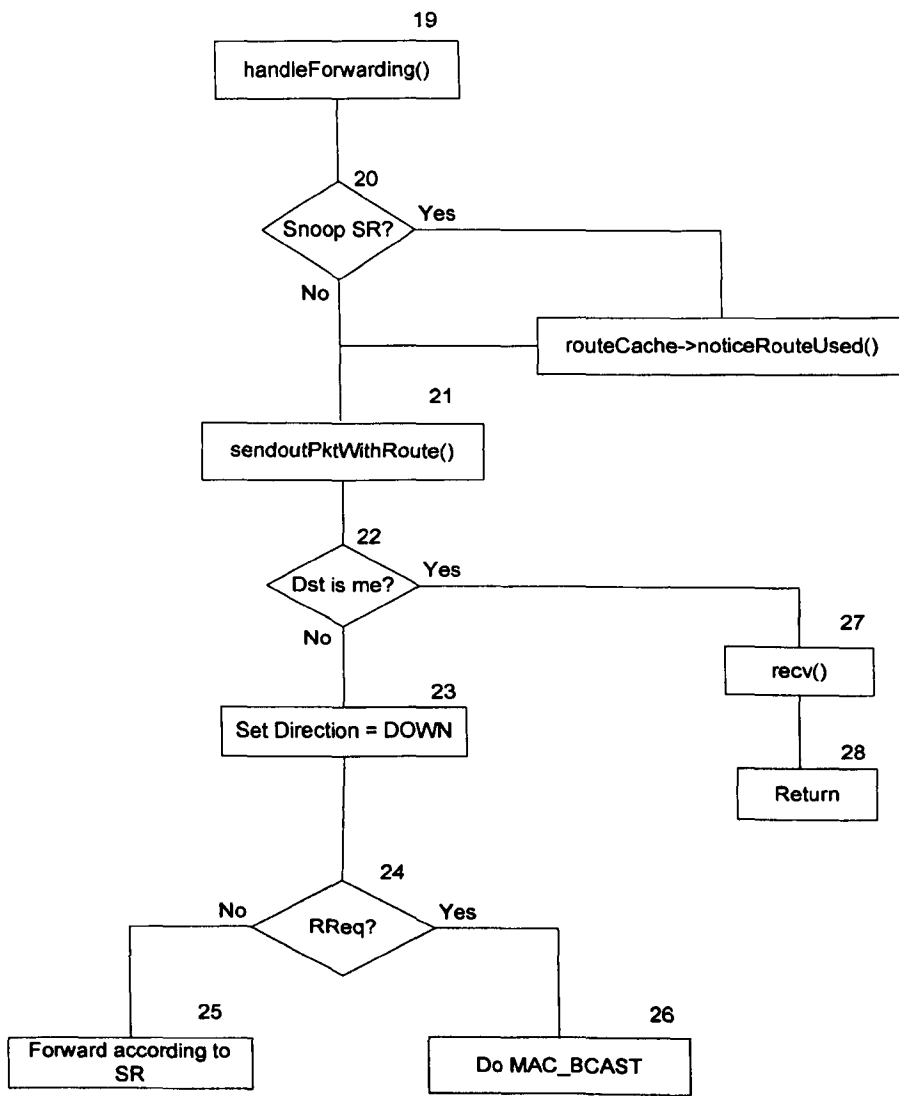 19
handleForwarding()
20
Snoop SR?
Yes
No
routeCache->noticeRouteUsed()
21
sendoutPktWithRoute()
22
Dst is me?
Yes
No
27
recv()
23
Set Direction = DOWN
28
Return
24
No
RReq?
Yes
25
Forward according to
SR
26
Do MAC_BCAST